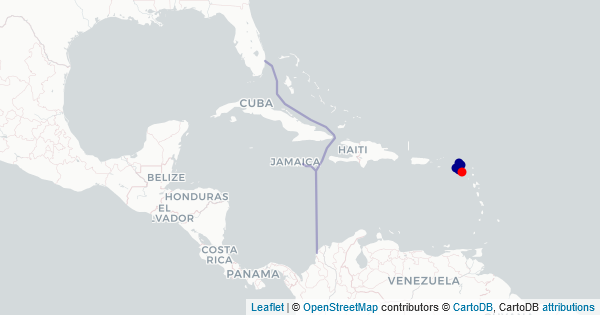 CUBA
HAITI
JAMAICA
BELIZE
HONDURAS
EL
SALVADOR
COSTA
RICA
PANAMA
VENEZUELA
Leaflet | © OpenStreetMap contributors © CartoDB, CartoDB attributions